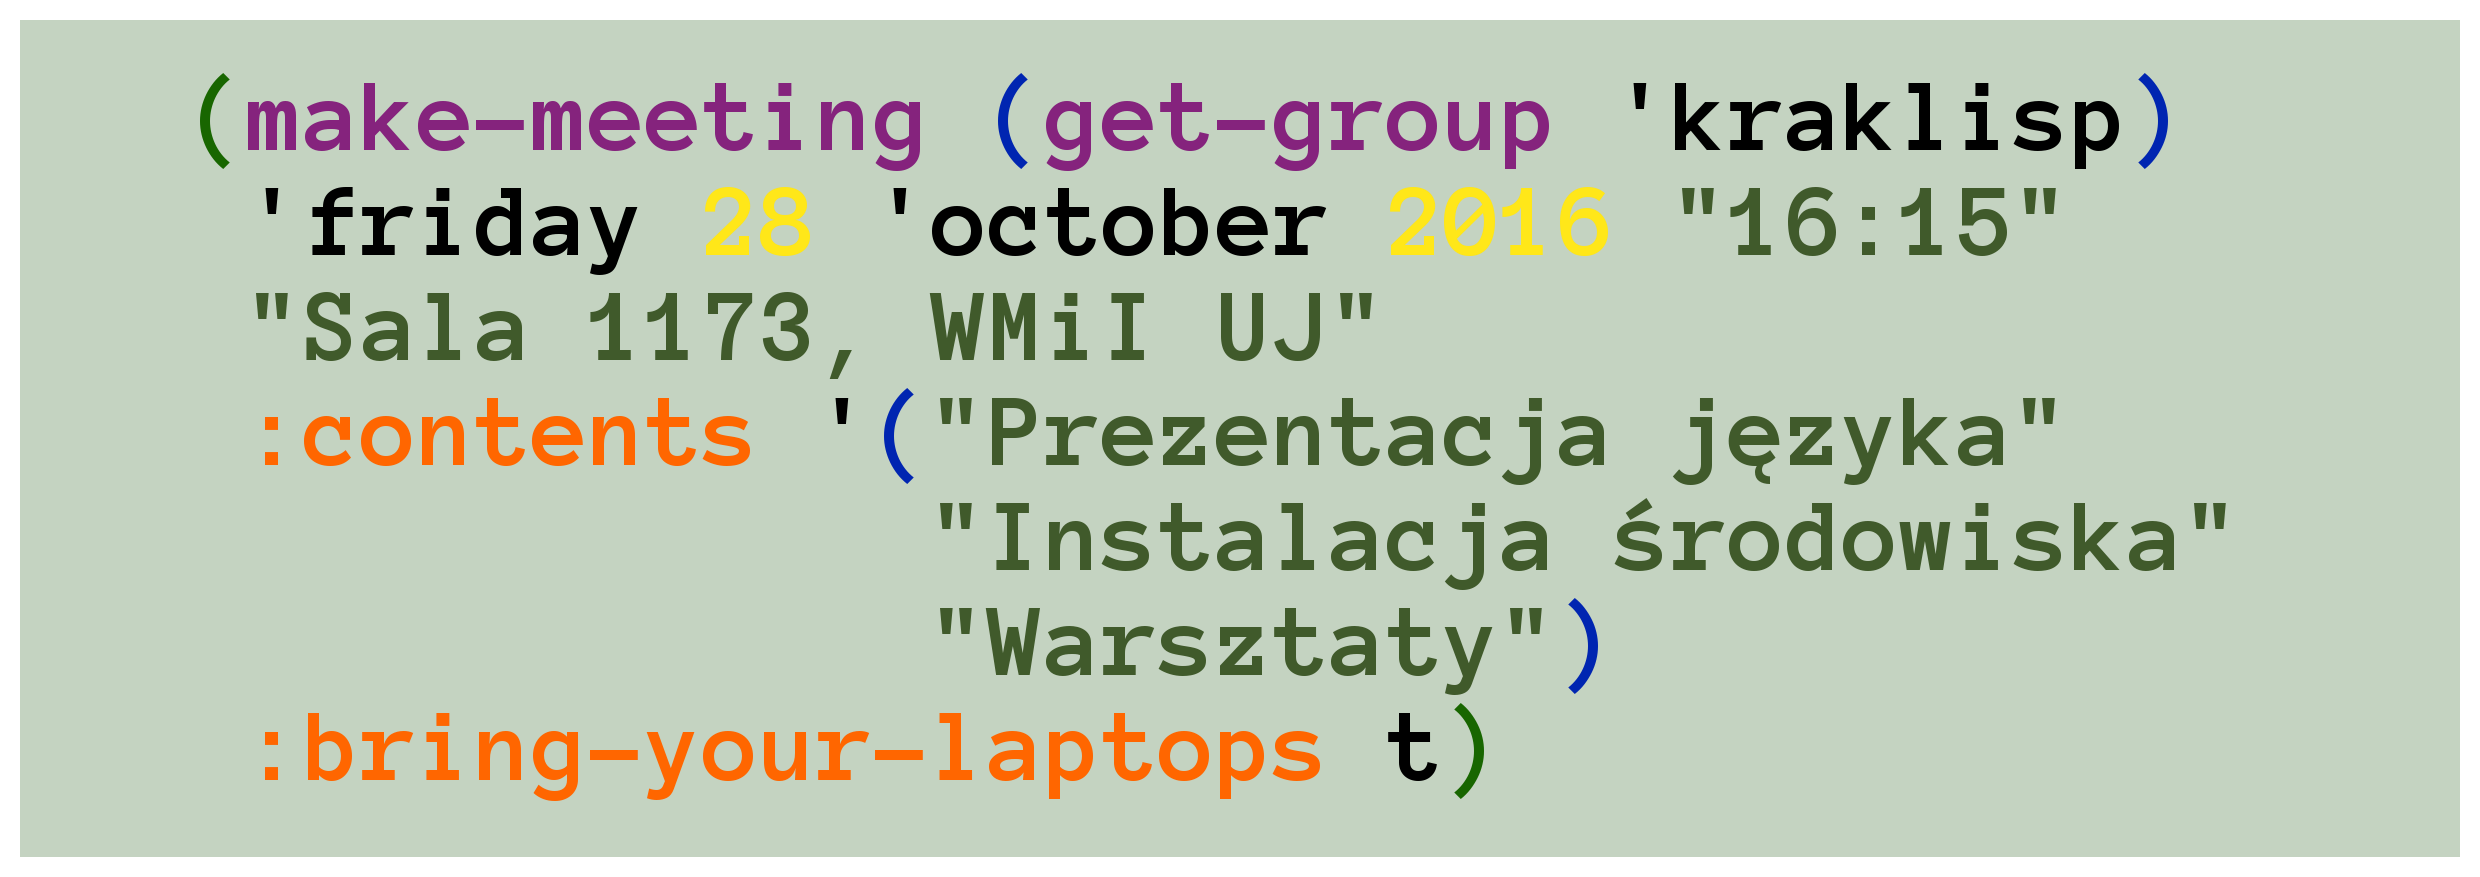 (make-meeting (get-group 'kraklisp)
'friday 28 'october 2016 "16:15"
"Sala 1173, WMiI UJ"
:contents '("Prezentacja języka"
"Instalacja środowiska"
"Warsztaty")
:bring-your-laptops t)